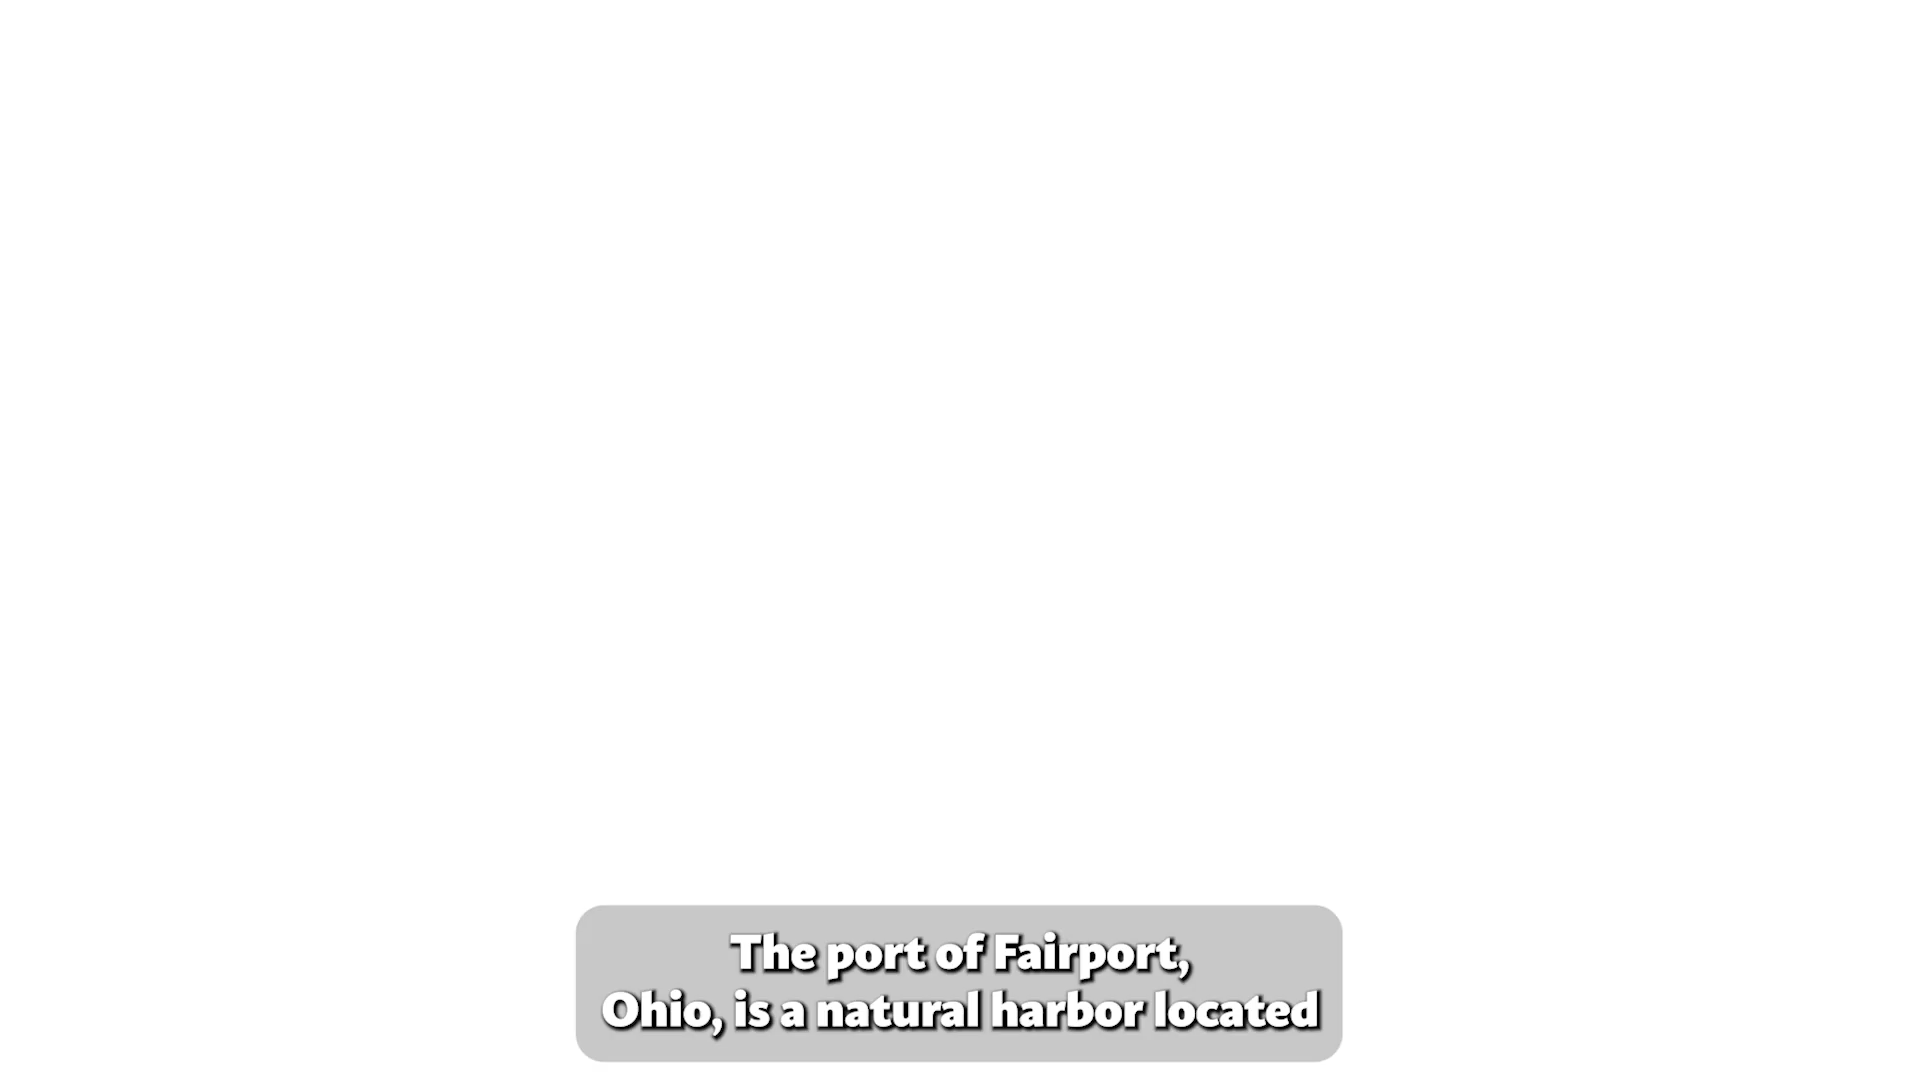 The port of Fairport,
Ohio, is a natural harbor located